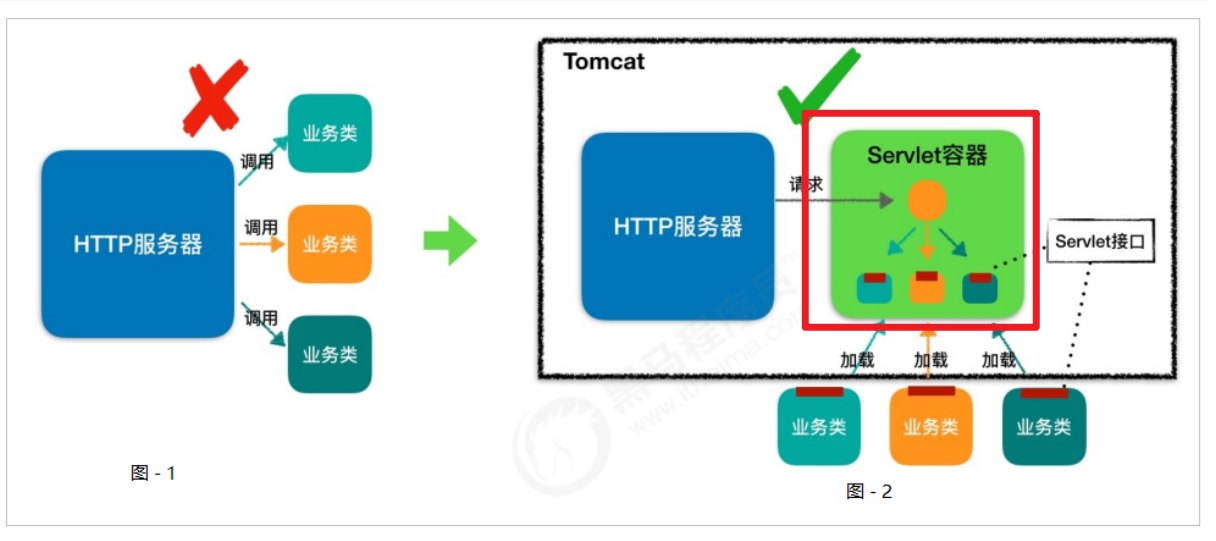 调用
业务类
HTTP服务器
调用
业务类
调用
业务类
图 - 1
Tomcat
HTTP服务器
请求
Servlet容器
Servlet接口
加载
加载
加载
业务类
业务类
业务类
图 - 2
黑马程序员
www.itheima.com